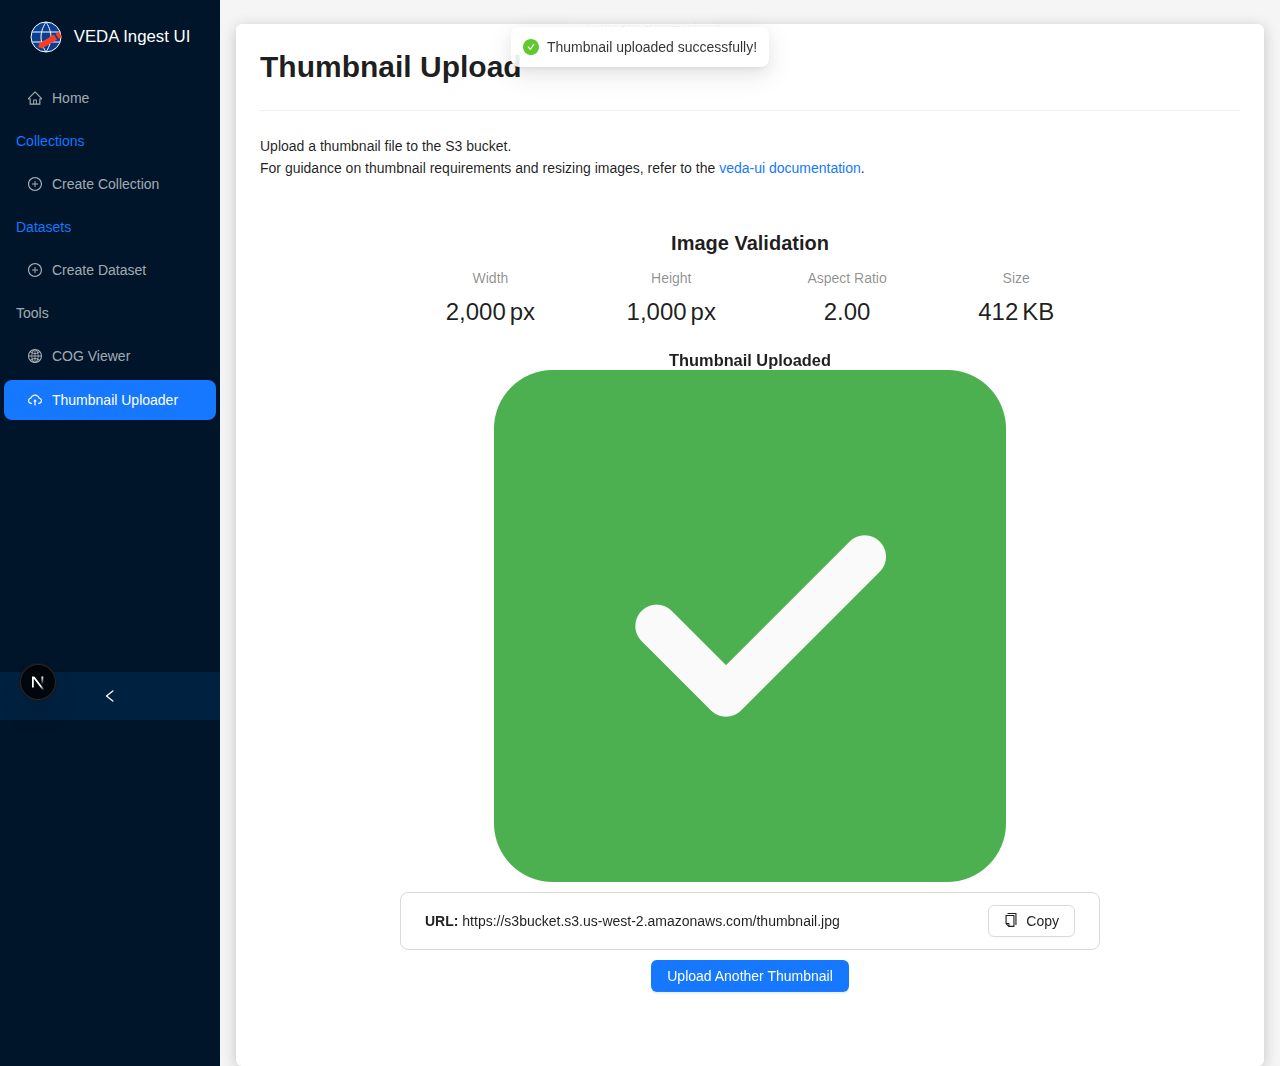 VEDA Ingest UI
Home
Collections
Create Collection
Datasets
Create Dataset
Tools
COG Viewer
Thumbnail Uploader
Thumbnail uploaded successfully!
Thumbnail Upload
Upload a thumbnail file to the S3 bucket.
For guidance on thumbnail requirements and resizing images, refer to the veda-ui documentation.
Image Validation
Width Height Aspect Ratio Size
2,000 px 1,000 px 2.00 412 KB
Thumbnail Uploaded
URL: https://s3bucket.s3.us-west-2.amazonaws.com/thumbnail.jpg Copy
Upload Another Thumbnail